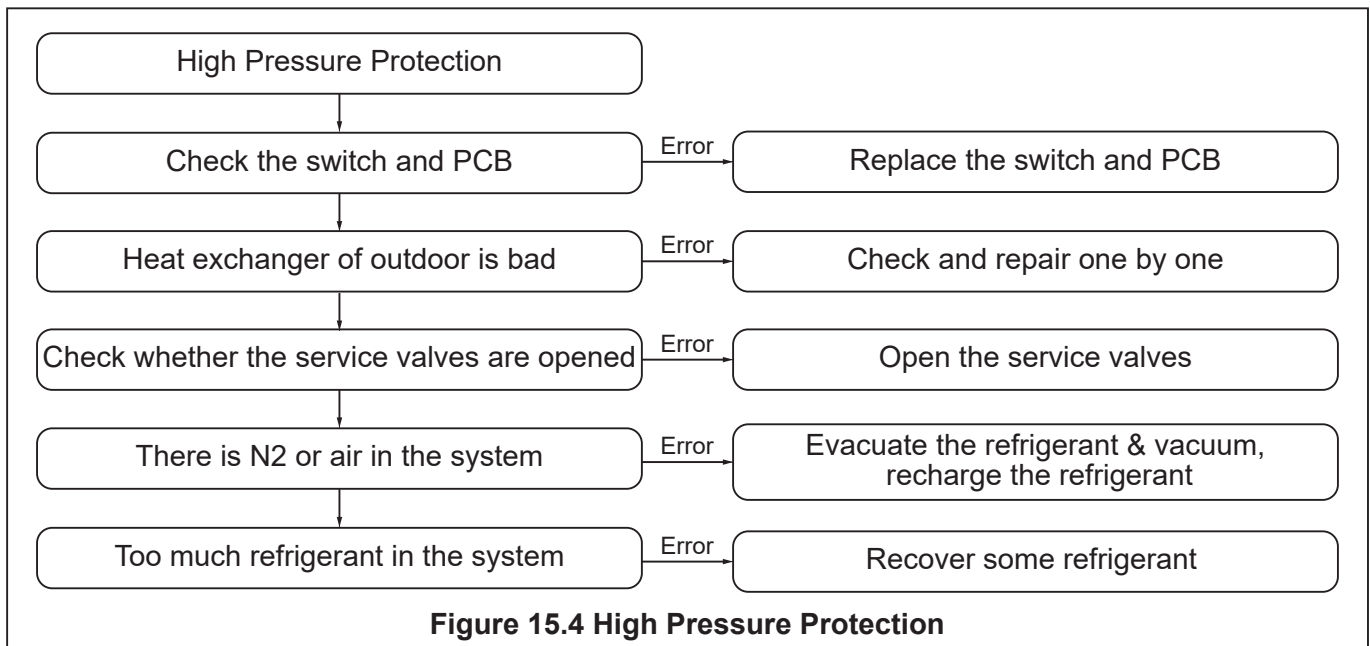 High Pressure Protection
Check the switch and PCB
Error
Replace the switch and PCB
Heat exchanger of outdoor is bad
Error
Check and repair one by one
Check whether the service valves are opened
Error
Open the service valves
There is N2 or air in the system
Error
Evacuate the refrigerant & vacuum,
recharge the refrigerant
Too much refrigerant in the system
Error
Recover some refrigerant
Figure 15.4 High Pressure Protection